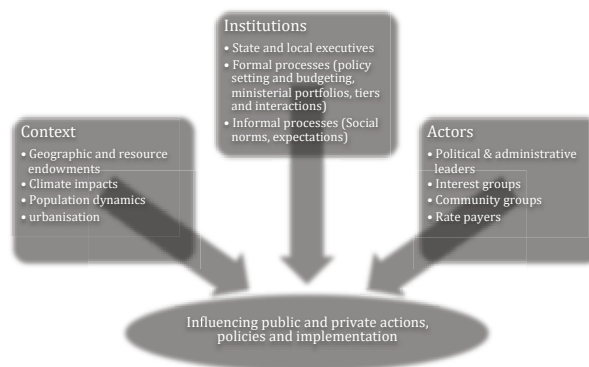 Institutions
• State and local executives
• Formal processes (policy
setting and budgeting,
ministerial portfolios, tiers
and interactions)
• Informal processes (Social
norms, expectations)
Context
• Geographic and resource
endowments
• Climate impacts
• Population dynamics
• urbanisation
Actors
• Political & administrative
leaders
• Interest groups
• Community groups
• Rate payers
Influencing public and private actions,
policies and implementation